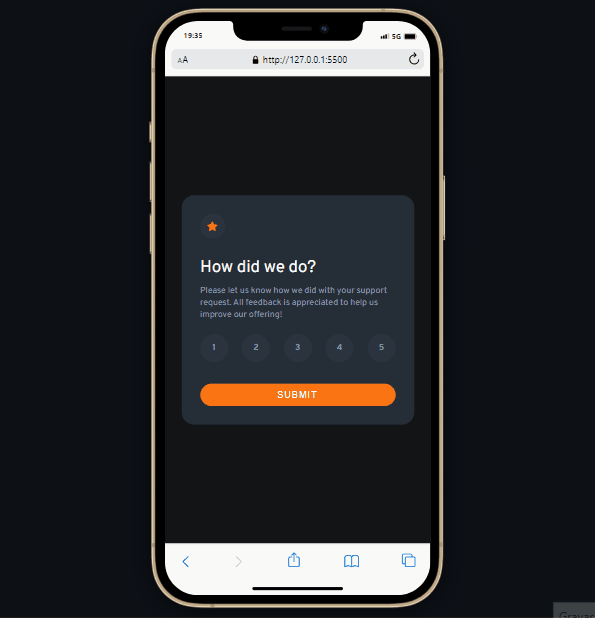 19:35
5G
AA
http://127.0.0.1:5500
How did we do?
Please let us know how we did with your support
request. All feedback is appreciated to help us
improve our offering!
1 2 3 4 5
SUBMIT